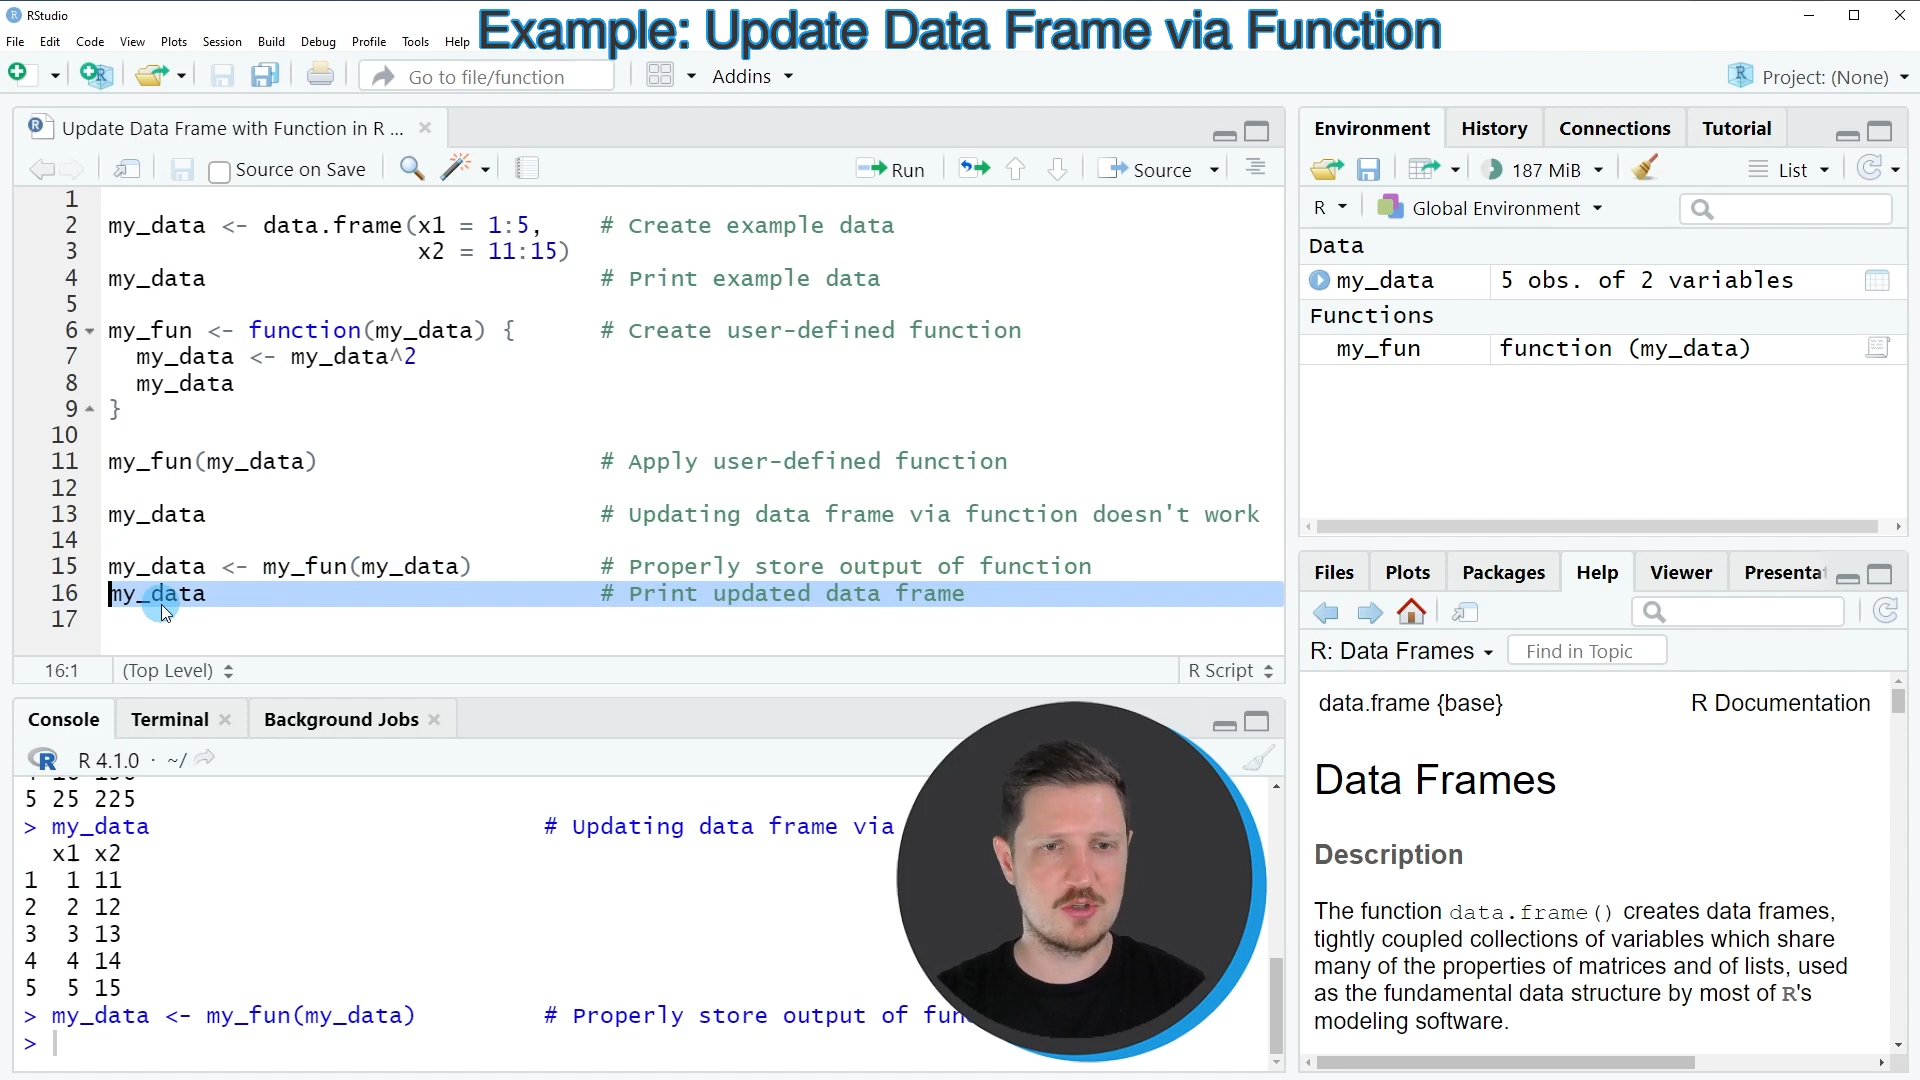 RStudio
Example: Update Data Frame via Function
File Edit Code View Plots Session Build Debug Profile Tools Help
Go to file/function
Addins
Project: (None)
Update Data Frame with Function in R ...
Source on Save
Run
Source
1
2 my_data <- data.frame(x1 = 1:5, # Create example data
3 x2 = 11:15)
4 my_data # Print example data
5
6 my_fun <- function(my_data) { # Create user-defined function
7 my_data <- my_data^2
8 my_data
9 }
10
11 my_fun(my_data) # Apply user-defined function
12
13 my_data # Updating data frame via function doesn't work
14
15 my_data <- my_fun(my_data) # Properly store output of function
16 my_data # Print updated data frame
17
16:1 (Top Level) R Script
Console Terminal Background Jobs
R 4.1.0 · ~/
5 25 225
> my_data # Updating data frame via
x1 x2
1 1 11
2 2 12
3 3 13
4 4 14
5 5 15
> my_data <- my_fun(my_data) # Properly store output of fun
>
Environment History Connections Tutorial
187 MiB List
R Global Environment
Data
my_data 5 obs. of 2 variables
Functions
my_fun function (my_data)
Files Plots Packages Help Viewer Presenta
R: Data Frames Find in Topic
data.frame {base} R Documentation
Data Frames
Description
The function data.frame() creates data frames,
tightly coupled collections of variables which share
many of the properties of matrices and of lists, used
as the fundamental data structure by most of R's
modeling software.